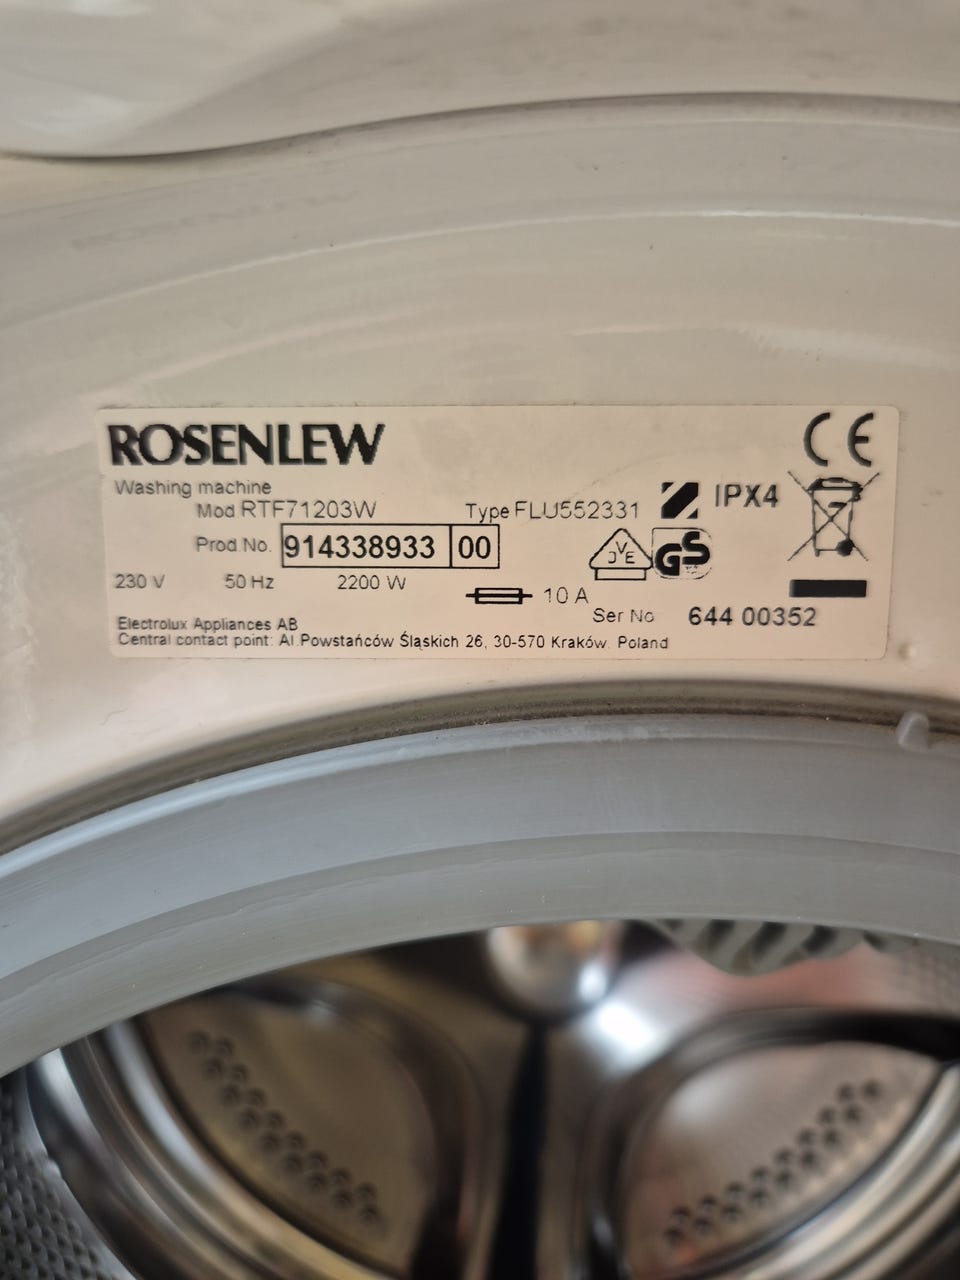 ROSENLEW
Washing machine
Mod RTF71203W Type FLU552331 IPX4
Prod.No. 914338933 00
DVE GS
230 V 50 Hz 2200 W 10 A
Ser No 644 00352
Electrolux Appliances AB
Central contact point: Al.Powstańców Śląskich 26, 30-570 Kraków. Poland
CE